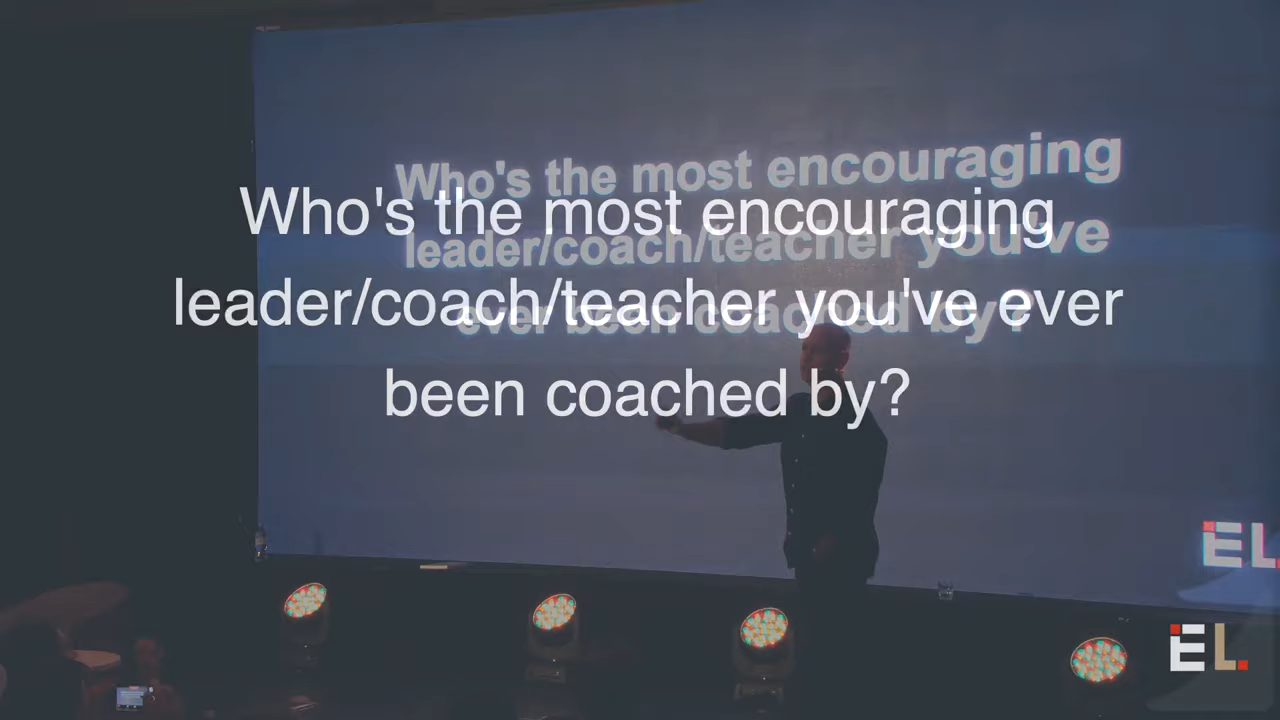 Who's the most encouraging
leader/coach/teacher you've
ever been coached by?
Who's the most encouraging
leader/coach/teacher you've ever
been coached by?
EL
EL.